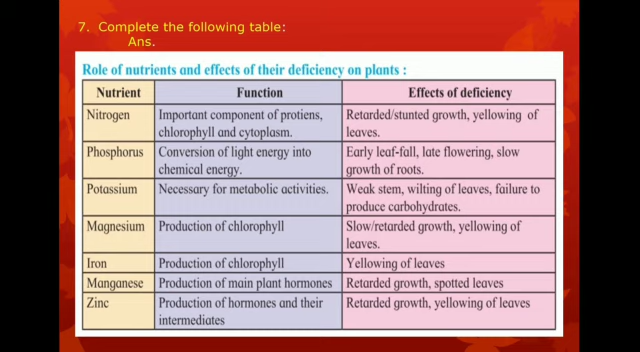 7. Complete the following table:
Ans.
Role of nutrients and effects of their deficiency on plants :
Nutrient Function Effects of deficiency
Nitrogen Important component of protiens, Retarded/stunted growth, yellowing of
chlorophyll and cytoplasm. leaves.
Phosphorus Conversion of light energy into Early leaf-fall, late flowering, slow
chemical energy. growth of roots.
Potassium Necessary for metabolic activities. Weak stem, wilting of leaves, failure to
produce carbohydrates.
Magnesium Production of chlorophyll Slow/retarded growth, yellowing of
leaves.
Iron Production of chlorophyll Yellowing of leaves
Manganese Production of main plant hormones Retarded growth, spotted leaves
Zinc Production of hormones and their Retarded growth, yellowing of leaves
intermediates